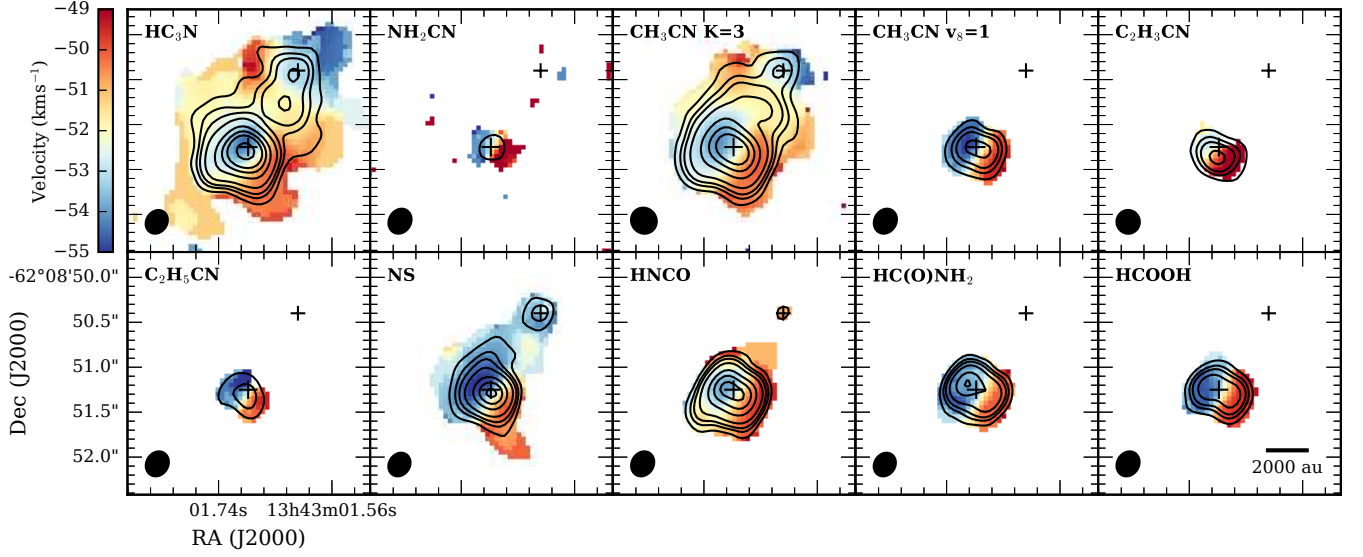 −49
−50
−51
−52
−53
−54
−55
Velocity (kms⁻¹)
HC₃N
NH₂CN
CH₃CN K=3
CH₃CN v₈=1
C₂H₃CN
C₂H₅CN
NS
HNCO
HC(O)NH₂
HCOOH
-62°08'50.0"
50.5"
51.0"
51.5"
52.0"
Dec (J2000)
2000 au
01.74s 13h43m01.56s
RA (J2000)